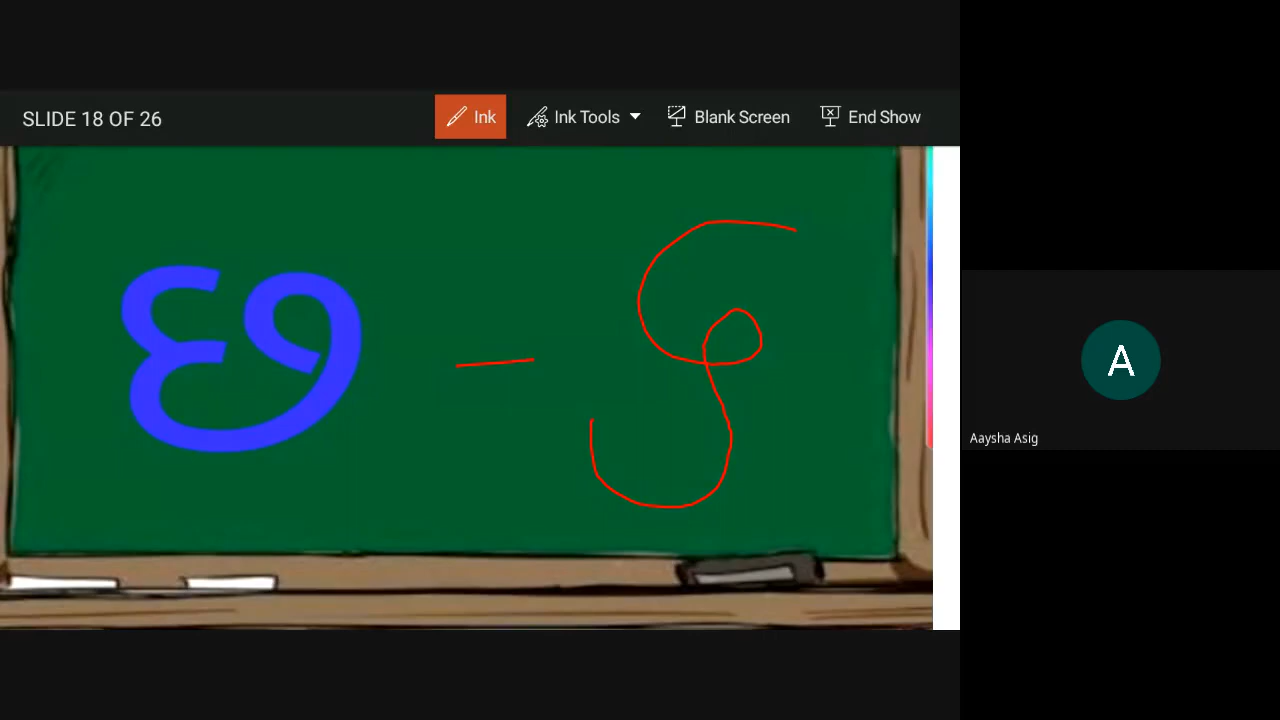 SLIDE 18 OF 26 Ink Ink Tools Blank Screen End Show
છ -
Aaysha Asig
A